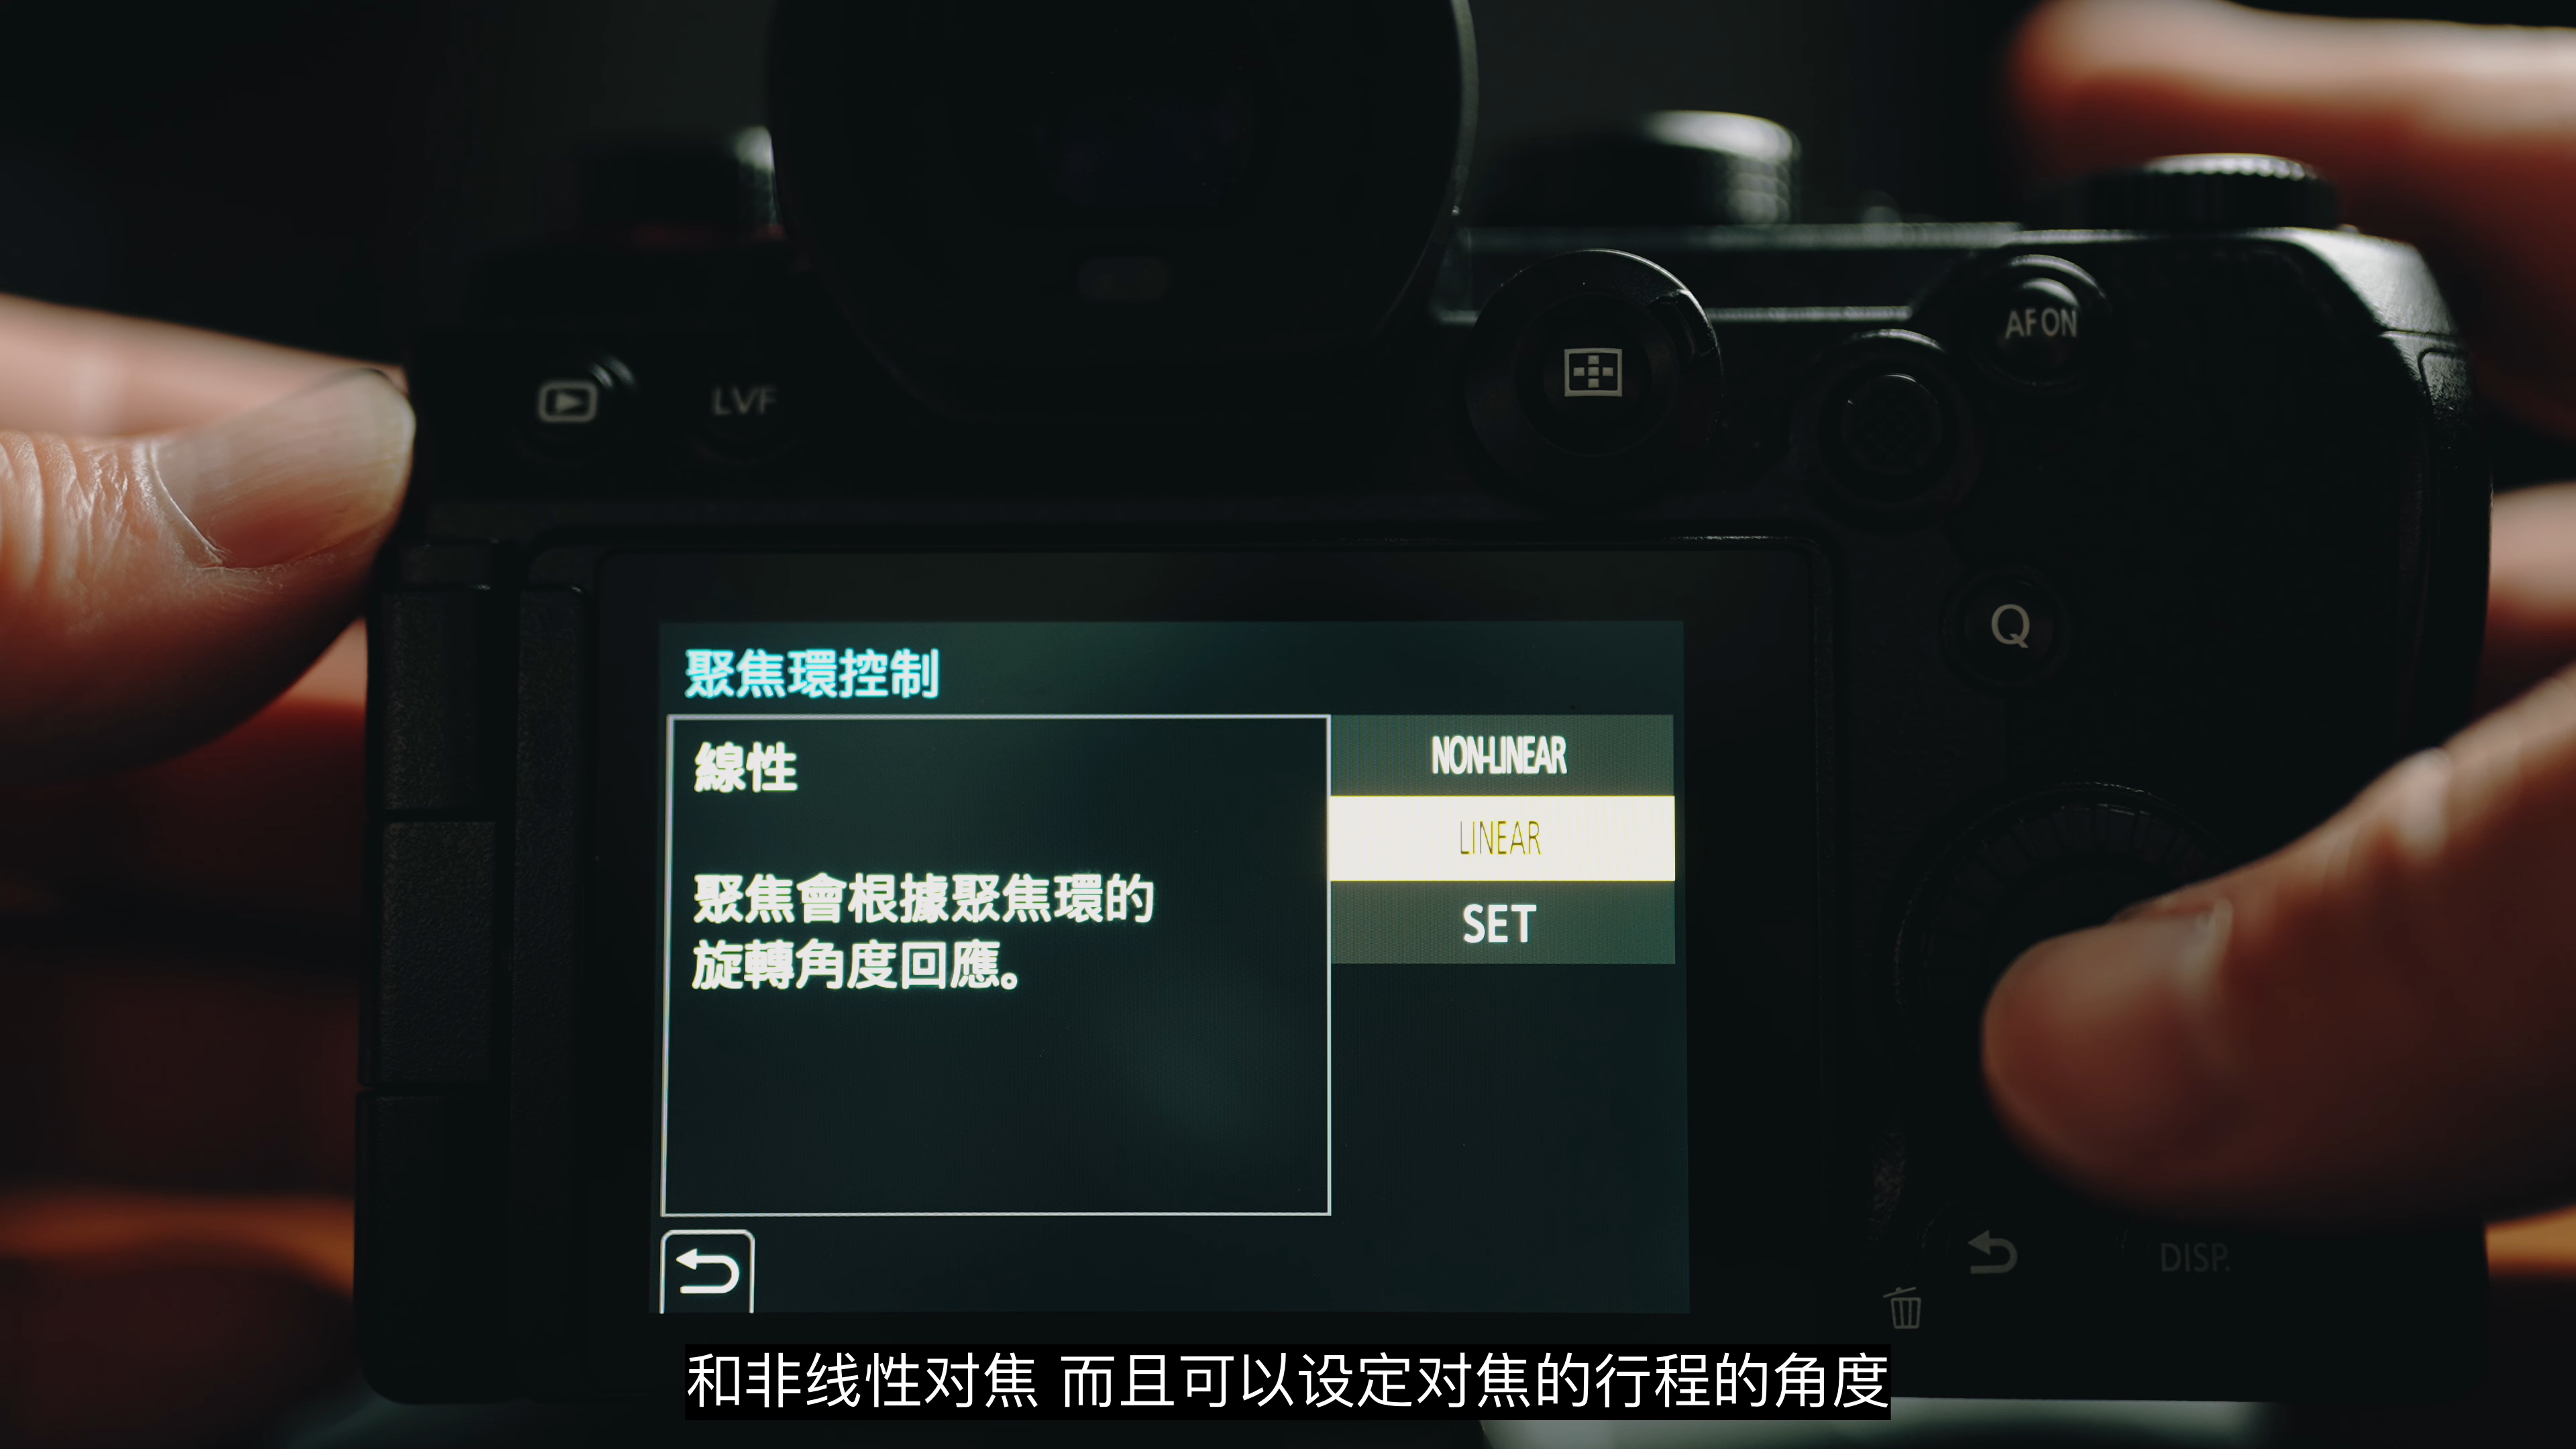 LVF
AF ON
Q
聚焦環控制
線性
聚焦會根據聚焦環的
旋轉角度回應。
NON-LINEAR
LINEAR
SET
DISP.
和非线性对焦 而且可以设定对焦的行程的角度